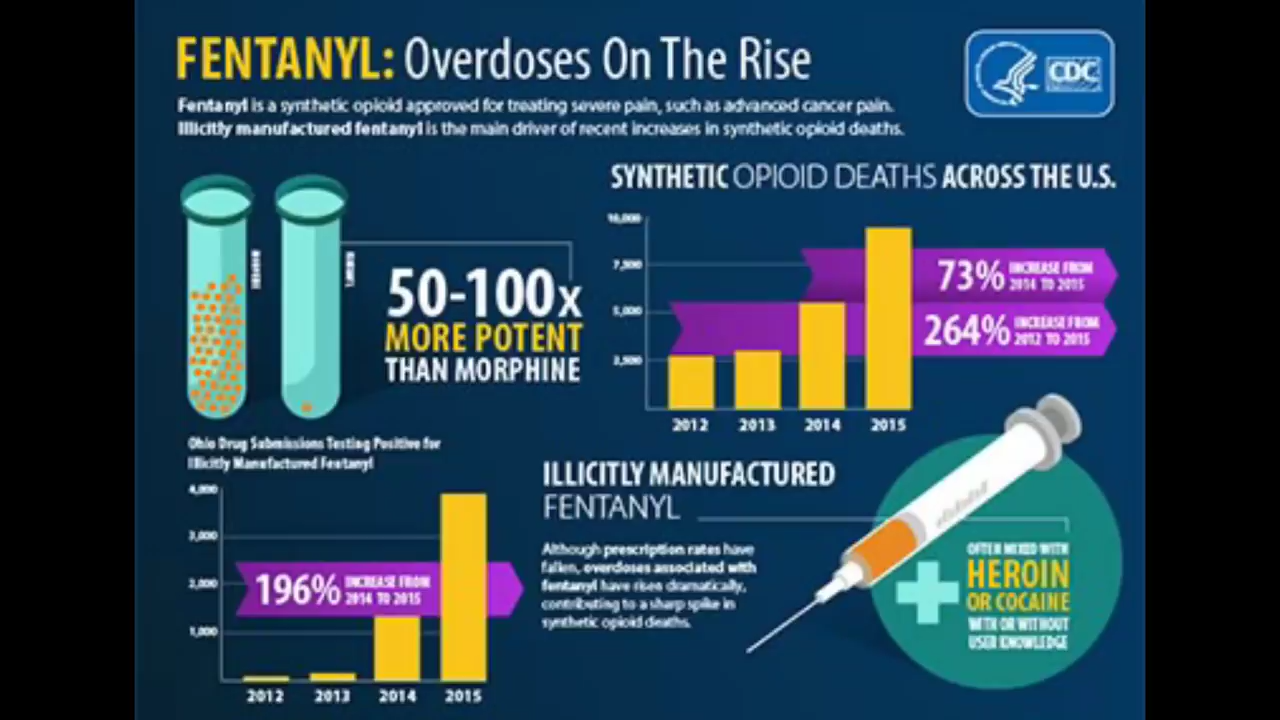 FENTANYL: Overdoses On The Rise
CDC
Fentanyl is a synthetic opioid approved for treating severe pain, such as advanced cancer pain.
Illicitly manufactured fentanyl is the main driver of recent increases in synthetic opioid deaths.
50-100x
MORE POTENT
THAN MORPHINE
SYNTHETIC OPIOID DEATHS ACROSS THE U.S.
10,000
7,500
5,000
2,500
73% INCREASE FROM
2014 TO 2015
264% INCREASE FROM
2012 TO 2015
2012 2013 2014 2015
Ohio Drug Submissions Testing Positive for
Illicitly Manufactured Fentanyl
4,000
3,000
2,000
1,000
196% INCREASE FROM
2014 TO 2015
2012 2013 2014 2015
ILLICITLY MANUFACTURED
FENTANYL
Although prescription rates have
fallen, overdoses associated with
fentanyl have risen dramatically,
contributing to a sharp spike in
synthetic opioid deaths.
OFTEN MIXED WITH
HEROIN
OR COCAINE
WITH OR WITHOUT
USER KNOWLEDGE